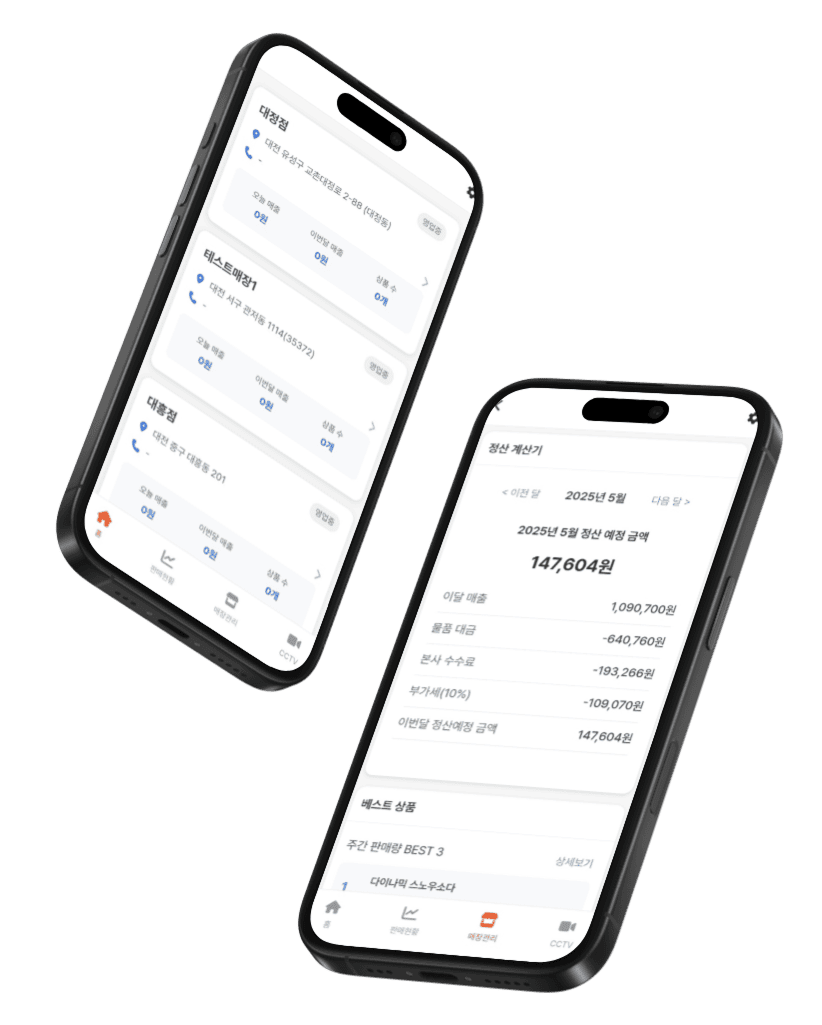 대정점
대전 유성구 교촌대정로 2-88 (대정동)
-
영업중
오늘 매출
이번달 매출
상품 수
0원
0원
0개
테스트매장1
대전 서구 관저동 1114(35372)
-
영업중
오늘 매출
이번달 매출
상품 수
0원
0원
0개
대흥점
대전 중구 대흥동 201
-
영업중
오늘 매출
이번달 매출
상품 수
0원
0원
0개
홈
판매현황
매장관리
CCTV
정산 계산기
< 이전 달
2025년 5월
다음 달 >
2025년 5월 정산 예정 금액
147,604원
이달 매출 1,090,700원
물품 대금 -640,760원
본사 수수료 -193,266원
부가세(10%) -109,070원
이번달 정산예정 금액 147,604원
베스트 상품
주간 판매량 BEST 3
상세보기
1
다이나믹 스노우소다
홈
판매현황
매장관리
CCTV